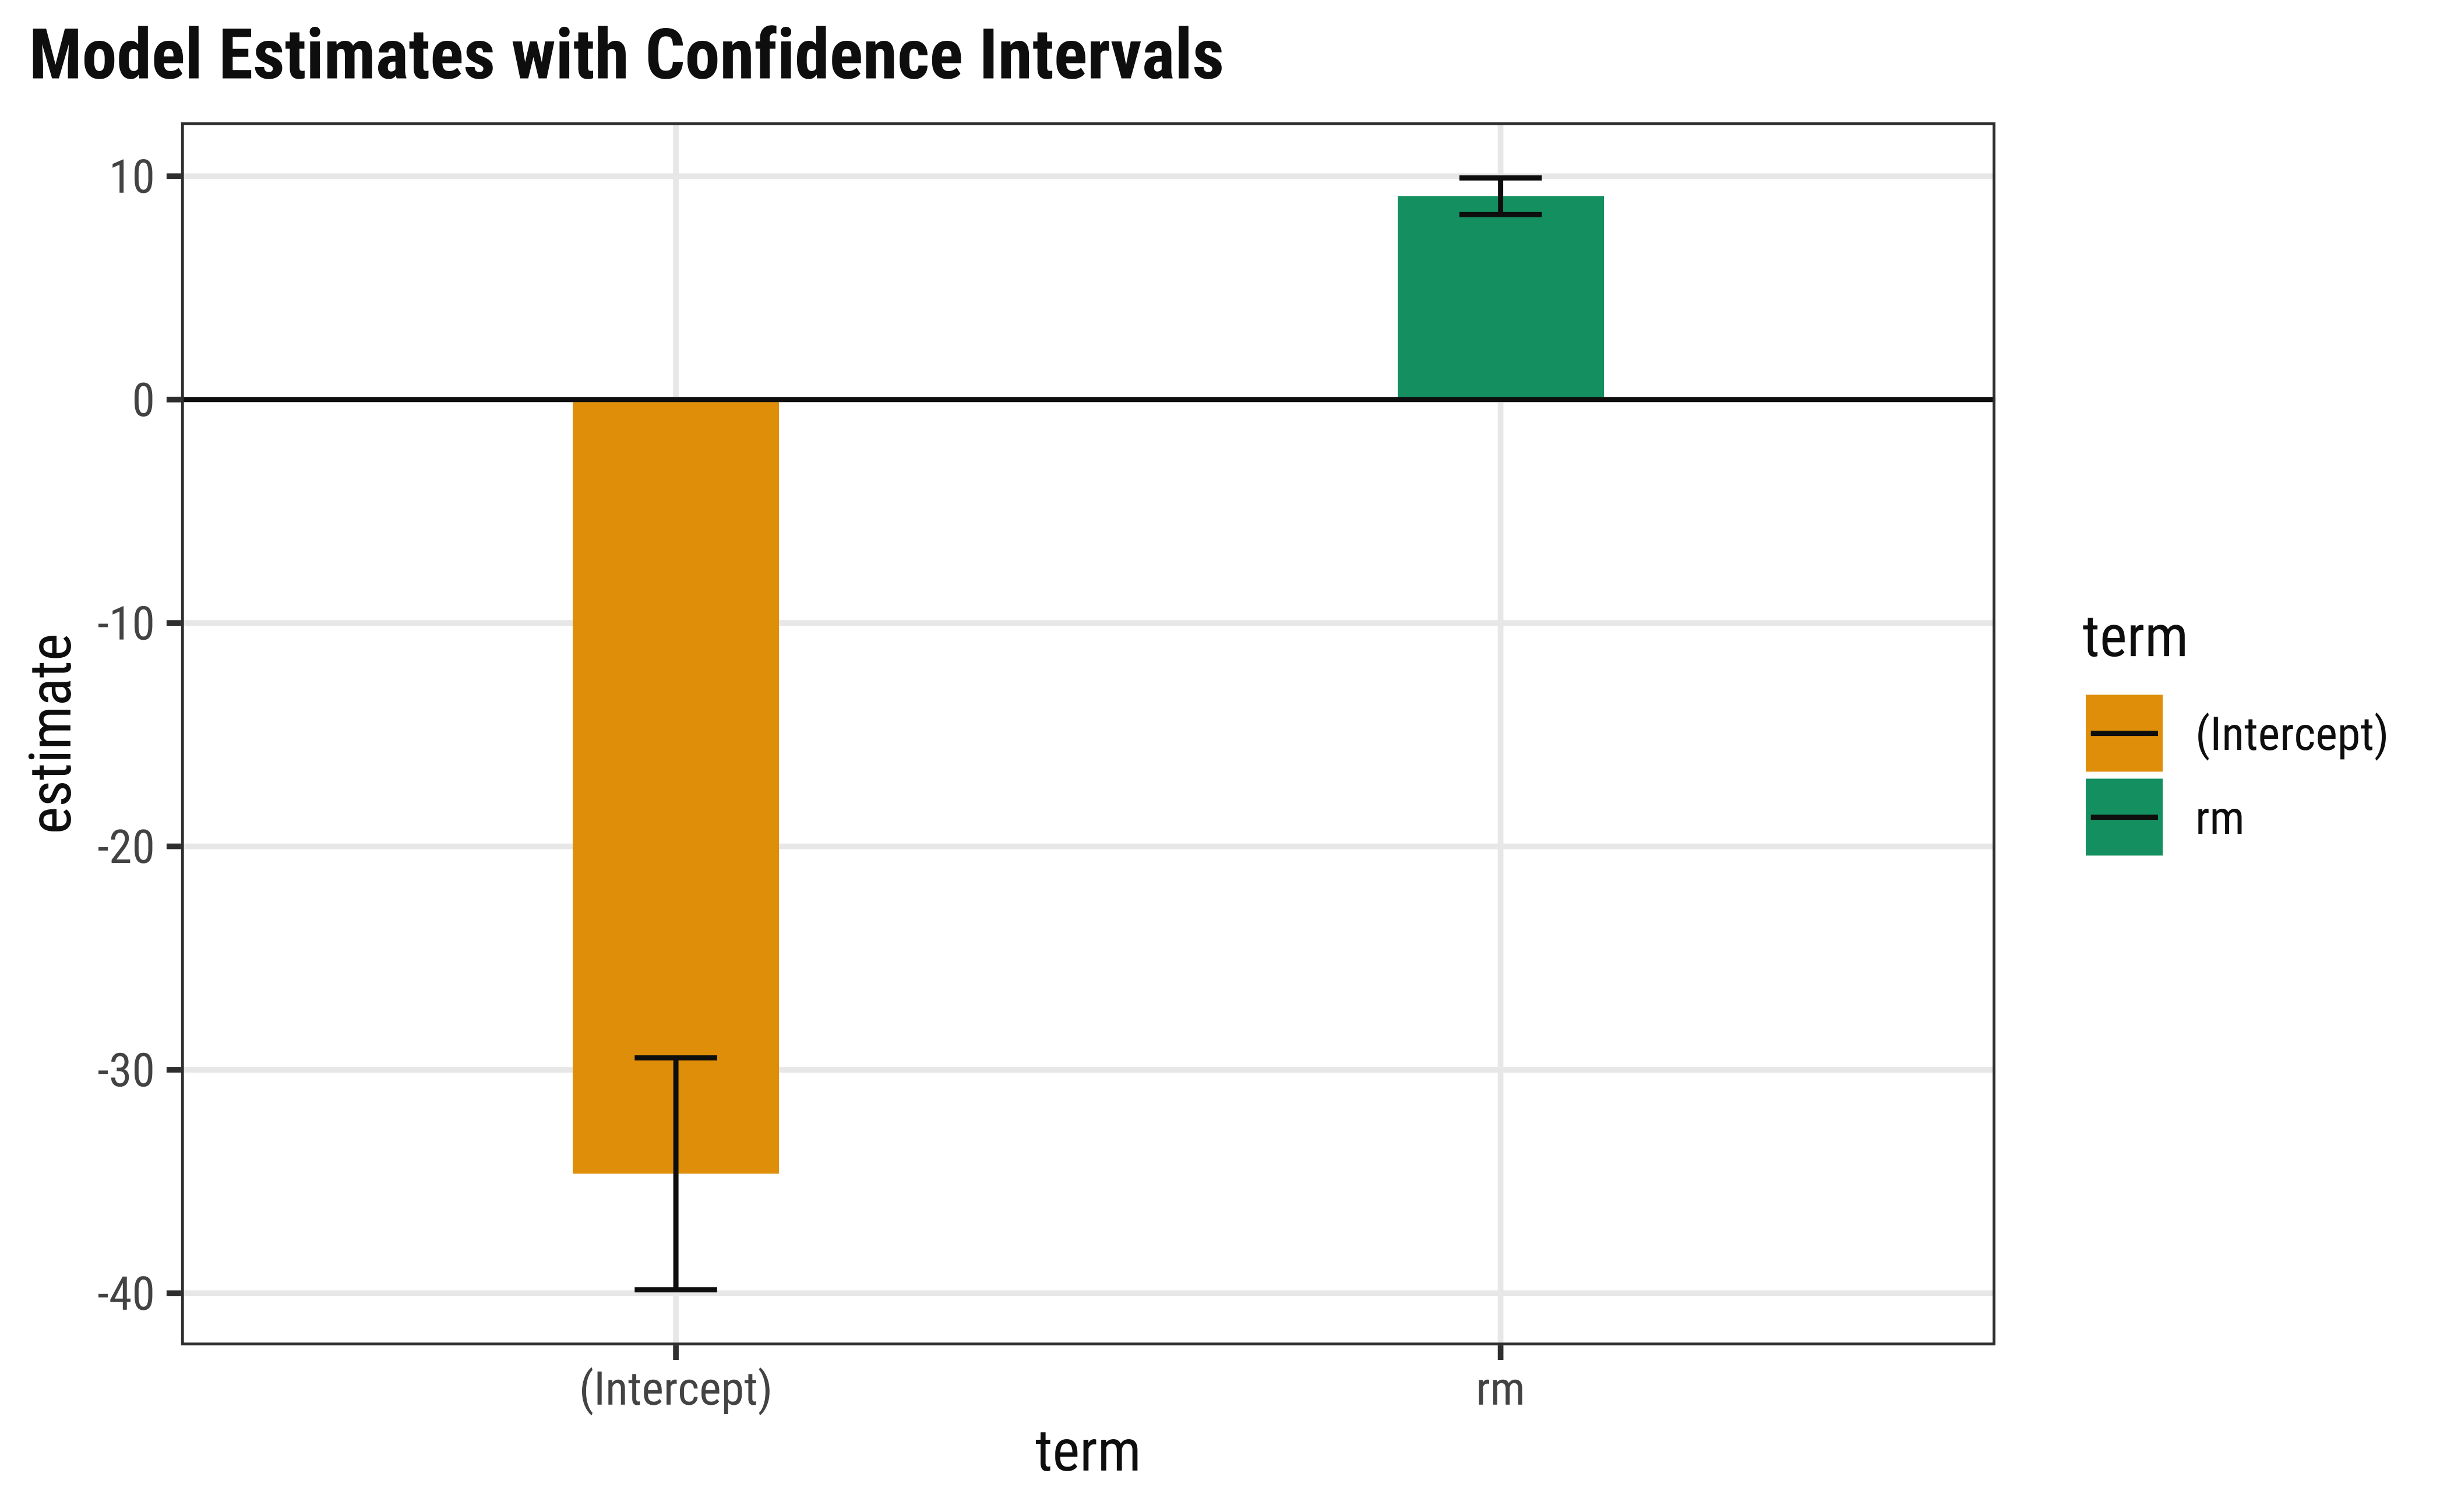 Model Estimates with Confidence Intervals
10
0
-10
-20
-30
-40
estimate
(Intercept)
rm
term
term
(Intercept)
rm